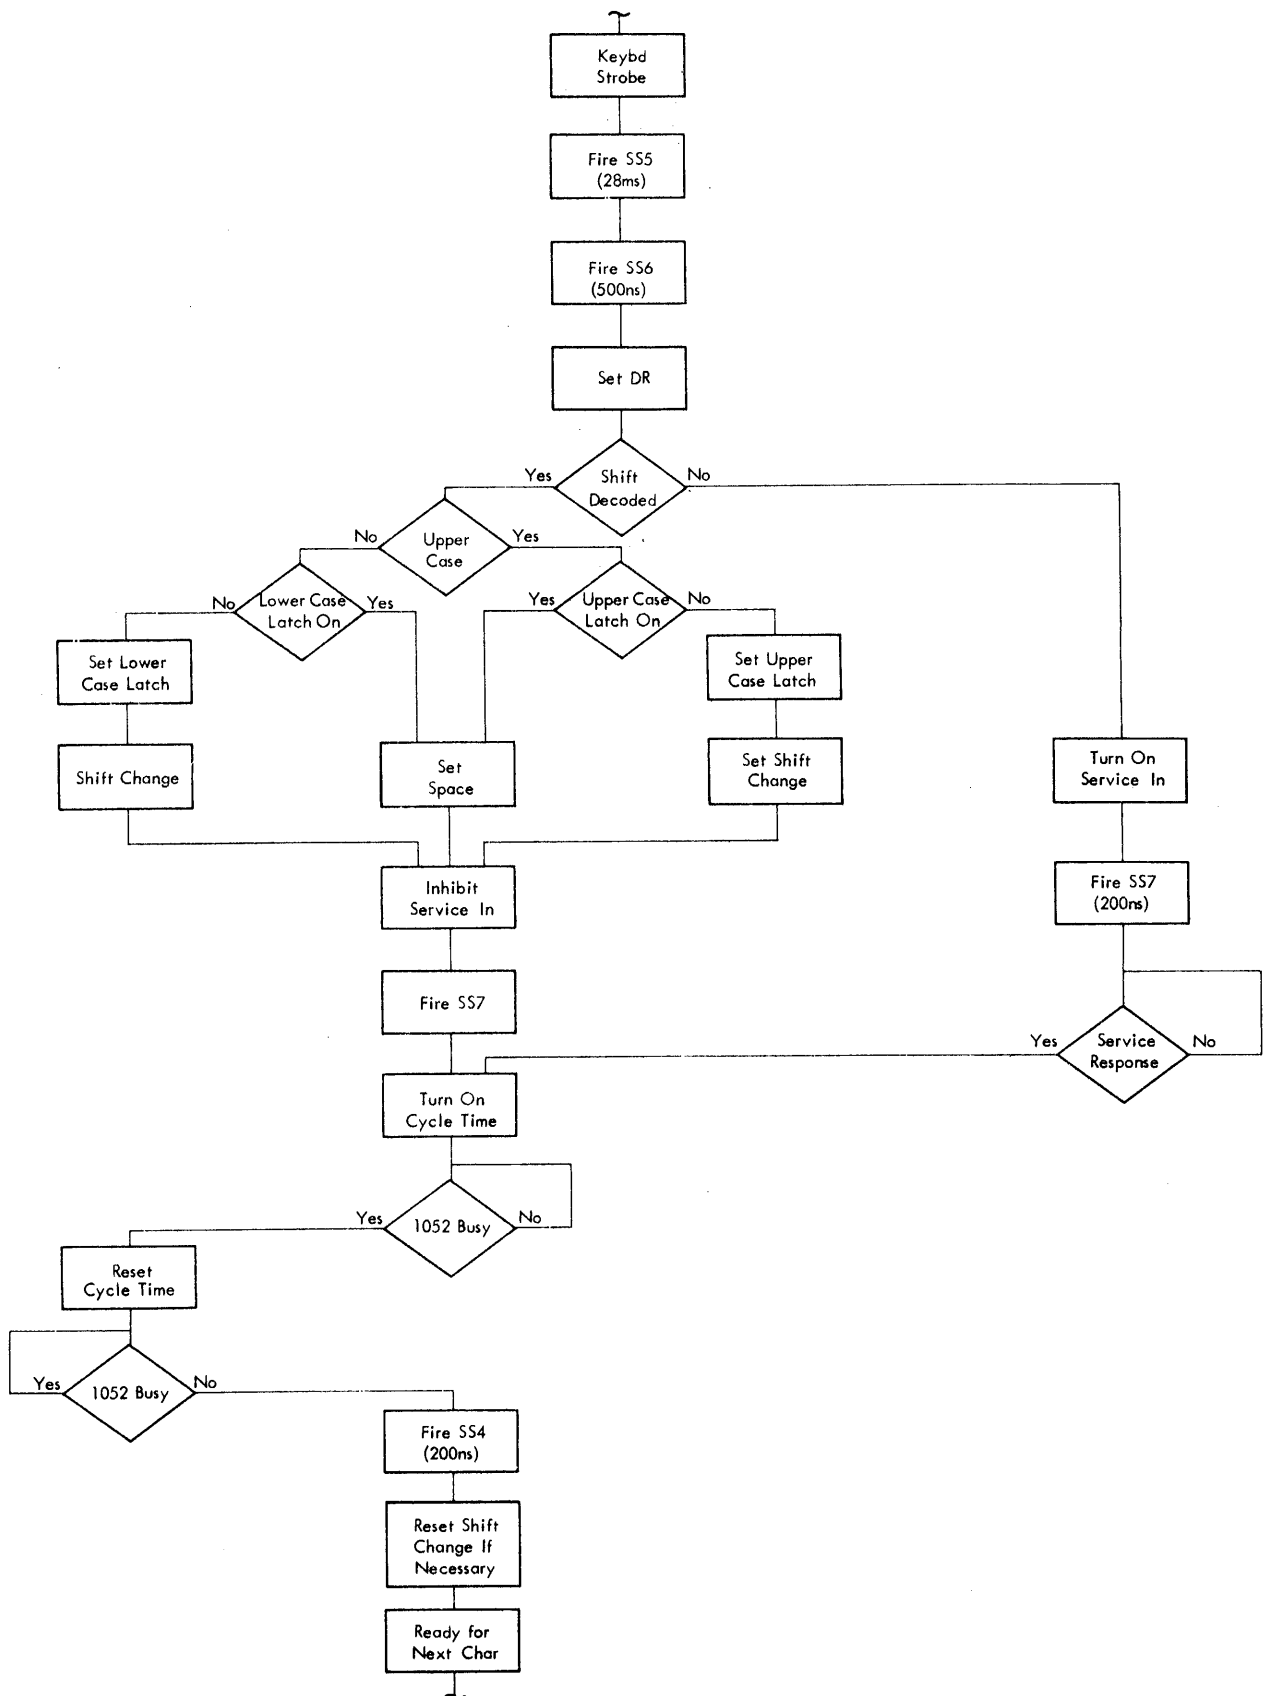 Keybd
Strobe
Fire SS5
(28ms)
Fire SS6
(500ns)
Set DR
Shift
Decoded
Yes
No
Upper
Case
No
Yes
Lower Case
Latch On
No
Yes
Upper Case
Latch On
Yes
No
Set Lower
Case Latch
Set Upper
Case Latch
Shift Change
Set
Space
Set Shift
Change
Turn On
Service In
Inhibit
Service In
Fire SS7
(200ns)
Fire SS7
Service
Response
Yes
No
Turn On
Cycle Time
1052 Busy
Yes
No
Reset
Cycle Time
1052 Busy
Yes
No
Fire SS4
(200ns)
Reset Shift
Change If
Necessary
Ready for
Next Char